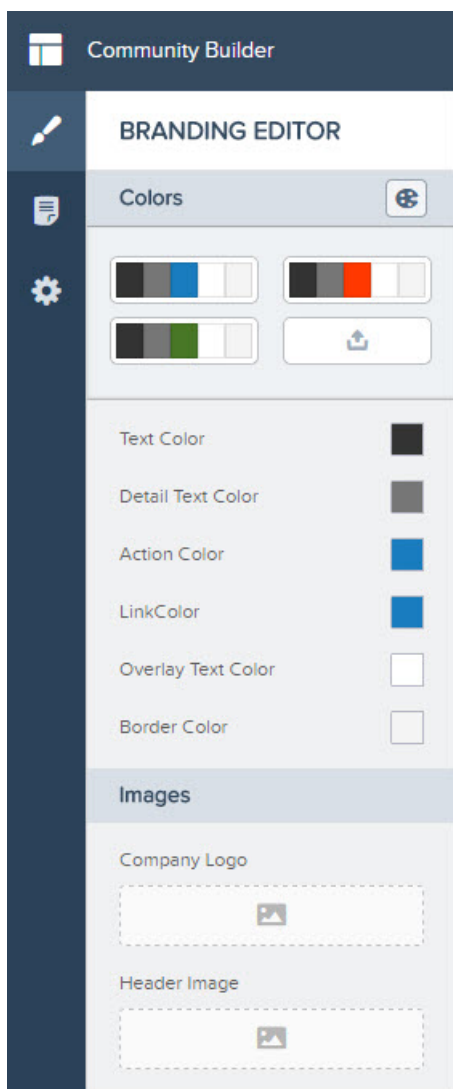 Community Builder
BRANDING EDITOR
Colors
Text Color
Detail Text Color
Action Color
LinkColor
Overlay Text Color
Border Color
Images
Company Logo
Header Image